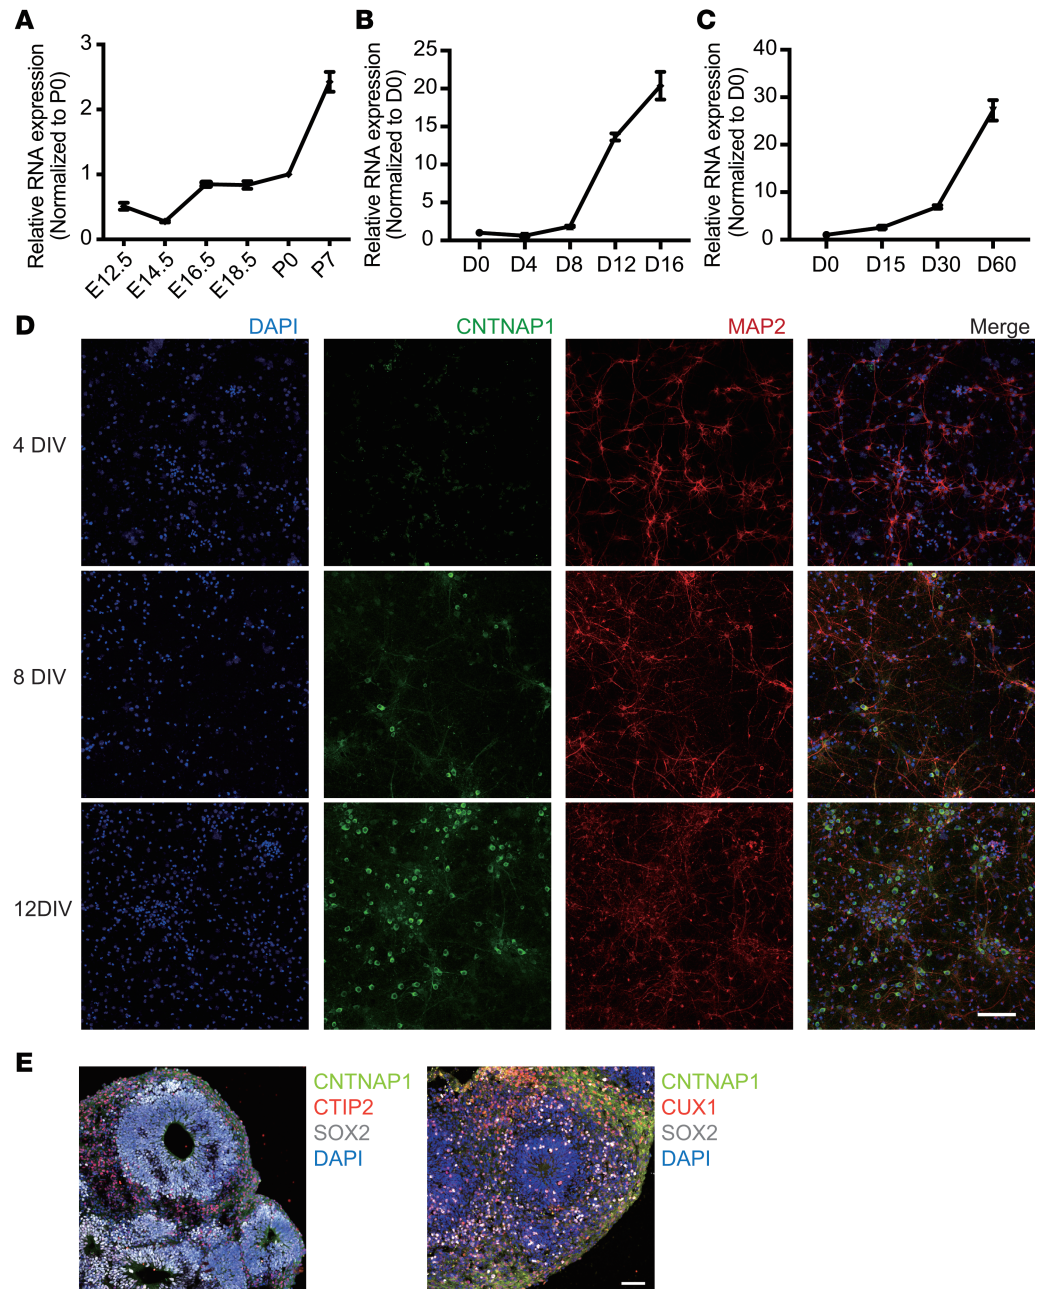 A
B
C
Relative RNA expression
(Normalized to P0)
3
2
1
0
E12.5
E14.5
E16.5
E18.5
P0
P7
Relative RNA expression
(Normalized to D0)
25
20
15
10
5
0
D0
D4
D8
D12
D16
Relative RNA expression
(Normalized to D0)
40
30
20
10
0
D0
D15
D30
D60
D
DAPI
CNTNAP1
MAP2
Merge
4 DIV
8 DIV
12DIV
E
CNTNAP1
CTIP2
SOX2
DAPI
CNTNAP1
CUX1
SOX2
DAPI